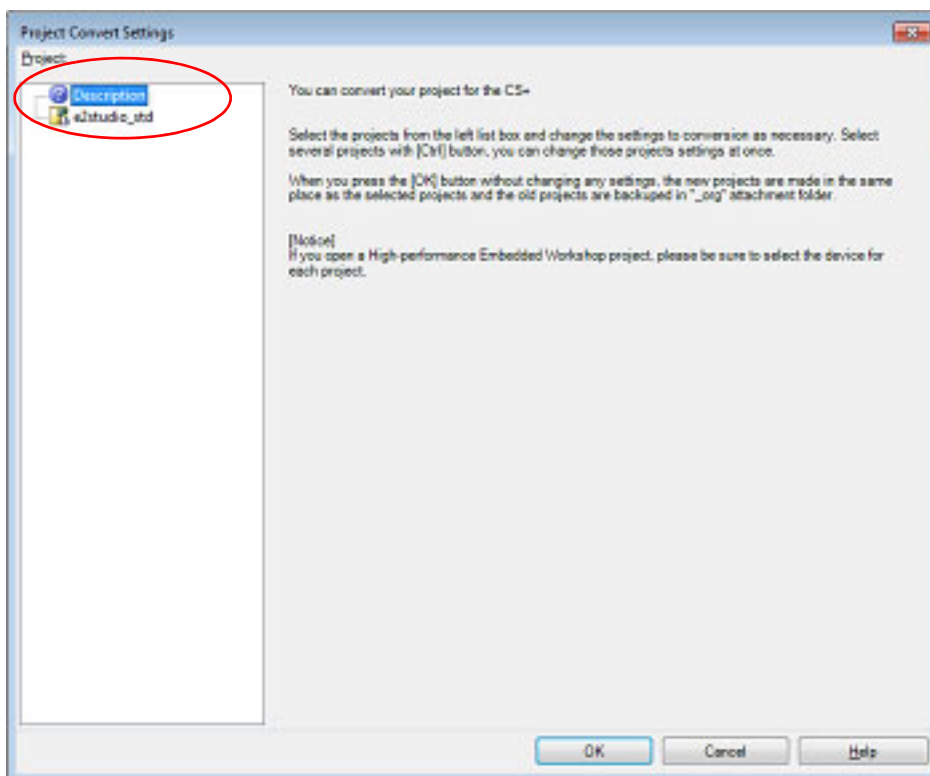 Project Convert Settings
Project:
Description
e2studio_std
You can convert your project for the CS+
Select the projects from the left list box and change the settings to conversion as necessary. Select
several projects with [Ctrl] button, you can change those projects settings at once.
When you press the [OK] button without changing any settings, the new projects are made in the same
place as the selected projects and the old projects are backuped in "_org" attachment folder.
[Notice]
If you open a High-performance Embedded Workshop project, please be sure to select the device for
each project.
OK
Cancel
Help